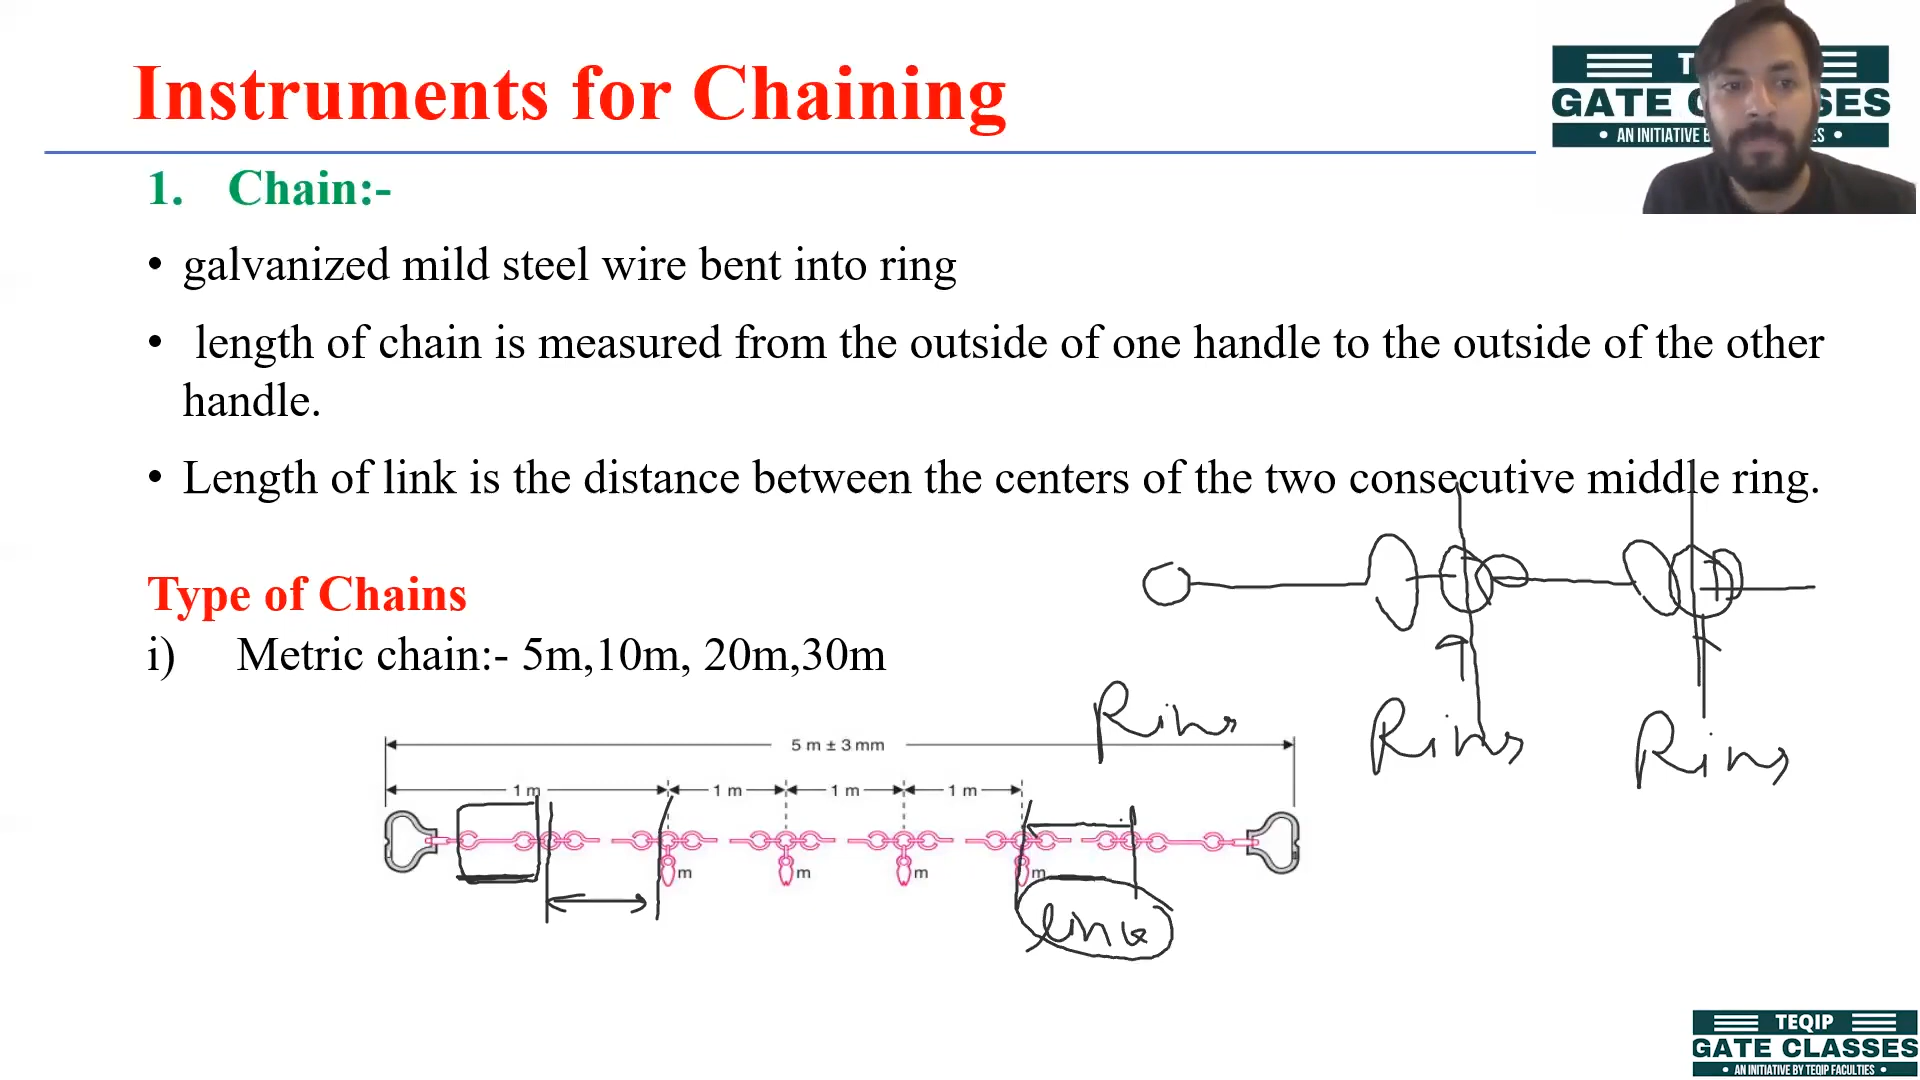 Instruments for Chaining
GATE CLASSES
1. Chain:-
• galvanized mild steel wire bent into ring
• length of chain is measured from the outside of one handle to the outside of the other
handle.
• Length of link is the distance between the centers of the two consecutive middle ring.
Type of Chains
i) Metric chain:- 5m,10m, 20m,30m
Ring Ring Ring
5 m ± 3 mm
1 m 1 m 1 m 1 m
m m m m
link
TEQIP
GATE CLASSES
• AN INITIATIVE BY TEQIP FACULTIES •